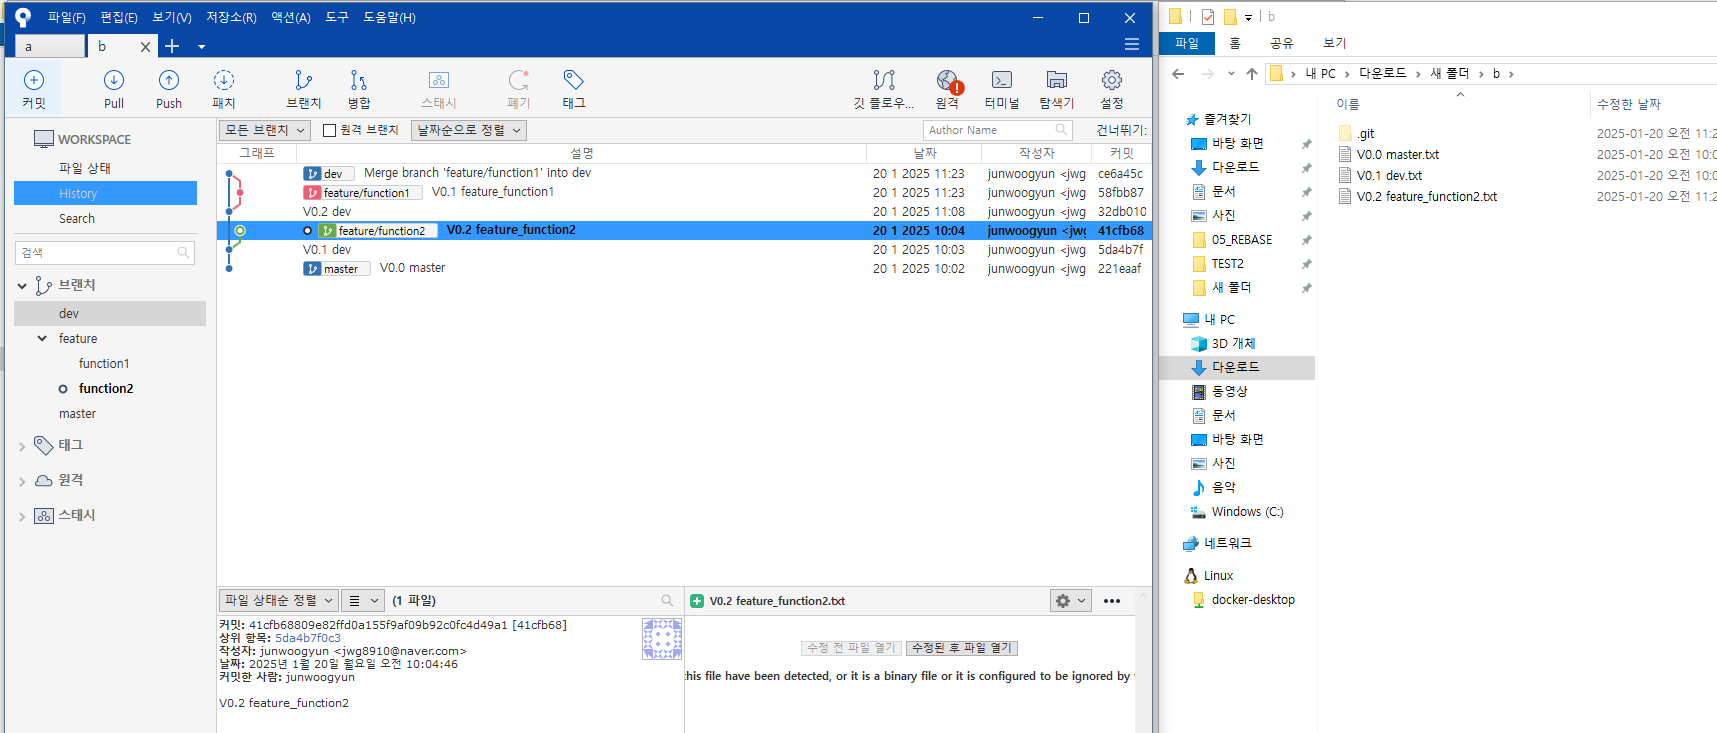 파일(F) 편집(E) 보기(V) 저장소(R) 액션(A) 도구 도움말(H)
a b
커밋 Pull Push 패치 브랜치 병합 스태시 폐기 태그 깃 플로우... 원격 터미널 탐색기 설정
WORKSPACE
파일 상태
History
Search
검색
브랜치
dev
feature
function1
function2
master
태그
원격
스태시
모든 브랜치 원격 브랜치 날짜순으로 정렬 Author Name 건너뛰기:
그래프 설명 날짜 작성자 커밋
dev Merge branch 'feature/function1' into dev 20 1 2025 11:23 junwoogyun <jwg ce6a45c
feature/function1 V0.1 feature_function1 20 1 2025 11:23 junwoogyun <jwg 58fbb87
V0.2 dev 20 1 2025 11:08 junwoogyun <jwg 32db010
feature/function2 V0.2 feature_function2 20 1 2025 10:04 junwoogyun <jwg 41cfb68
V0.1 dev 20 1 2025 10:03 junwoogyun <jwg 5da4b7f
master V0.0 master 20 1 2025 10:02 junwoogyun <jwg 221eaaf
파일 상태순 정렬 (1 파일)
커밋: 41cfb68809e82ffd0a155f9af09b92c0fc4d49a1 [41cfb68]
상위 항목: 5da4b7f0c3
작성자: junwoogyun <jwg8910@naver.com>
날짜: 2025년 1월 20일 월요일 오전 10:04:46
커밋한 사람: junwoogyun
V0.2 feature_function2
V0.2 feature_function2.txt
수정 전 파일 열기 수정된 후 파일 열기
this file have been detected, or it is a binary file or it is configured to be ignored by
b
파일 홈 공유 보기
내 PC 다운로드 새 폴더 b
즐겨찾기
바탕 화면
다운로드
문서
사진
05_REBASE
TEST2
새 폴더
내 PC
3D 개체
다운로드
동영상
문서
바탕 화면
사진
음악
Windows (C:)
네트워크
Linux
docker-desktop
이름 수정한 날짜
.git 2025-01-20 오전 11:2
V0.0 master.txt 2025-01-20 오전 10:0
V0.1 dev.txt 2025-01-20 오전 10:0
V0.2 feature_function2.txt 2025-01-20 오전 11:2